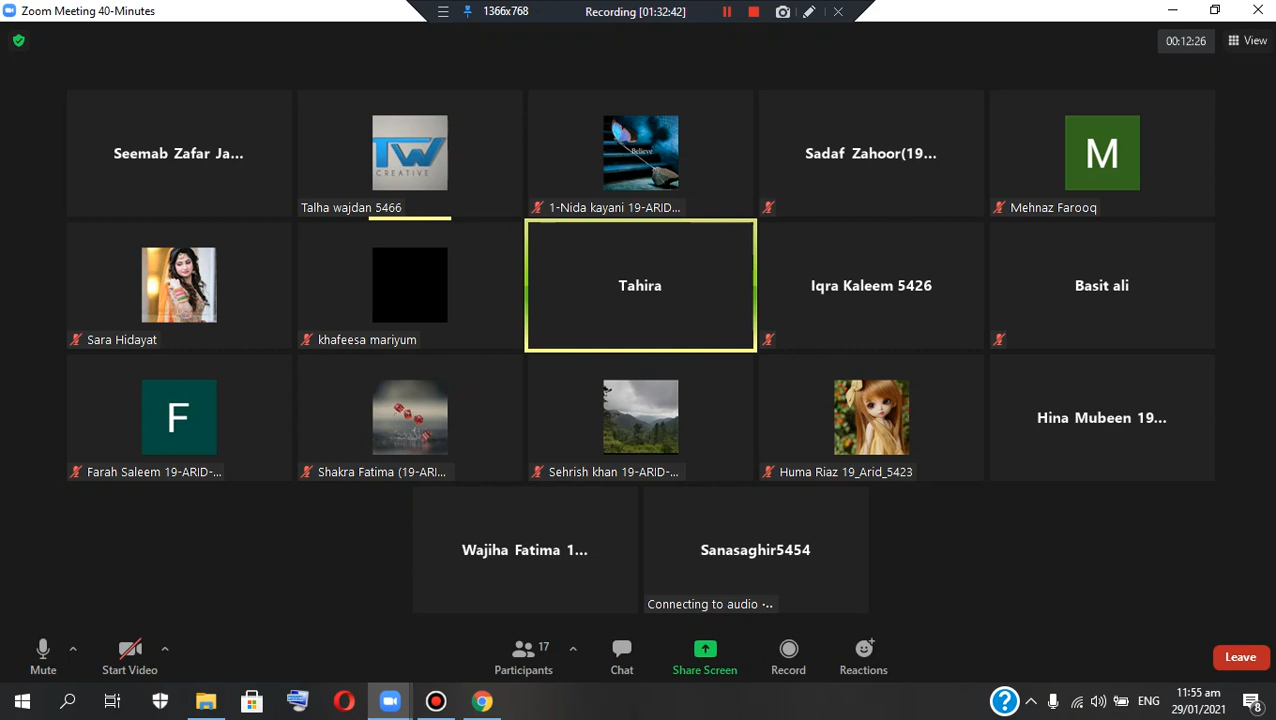 Zoom Meeting 40-Minutes
1366x768
Recording [01:32:42]
00:12:26
View
Seemab Zafar Ja...
TW
CREATIVE
Talha wajdan 5466
Believe
1-Nida kayani 19-ARID...
Sadaf Zahoor(19...
M
Mehnaz Farooq
Sara Hidayat
khafeesa mariyum
Tahira
Iqra Kaleem 5426
Basit ali
F
Farah Saleem 19-ARID-...
Shakra Fatima (19-ARI...
Sehrish khan 19-ARID-...
Huma Riaz 19_Arid_5423
Hina Mubeen 19...
Wajiha Fatima 1...
Sanasaghir5454
Connecting to audio ·..
Mute
Start Video
17
Participants
Chat
Share Screen
Record
Reactions
Leave
ENG
11:55 am
29/01/2021
8